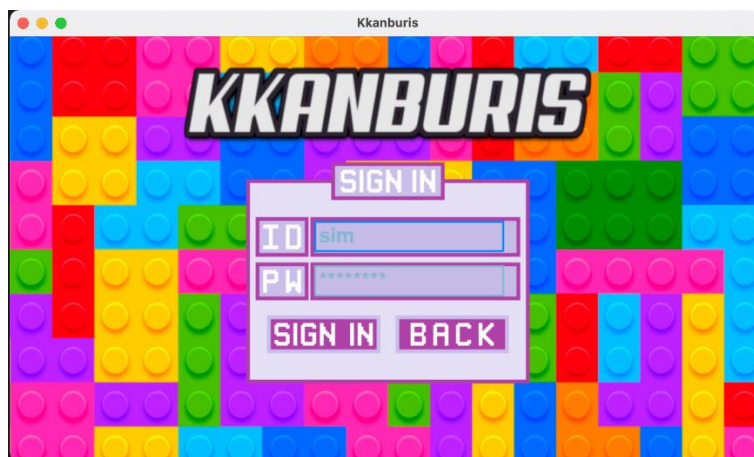 Kkanburis
KKANBURIS
SIGN IN
ID sim
PW ********
SIGN IN BACK